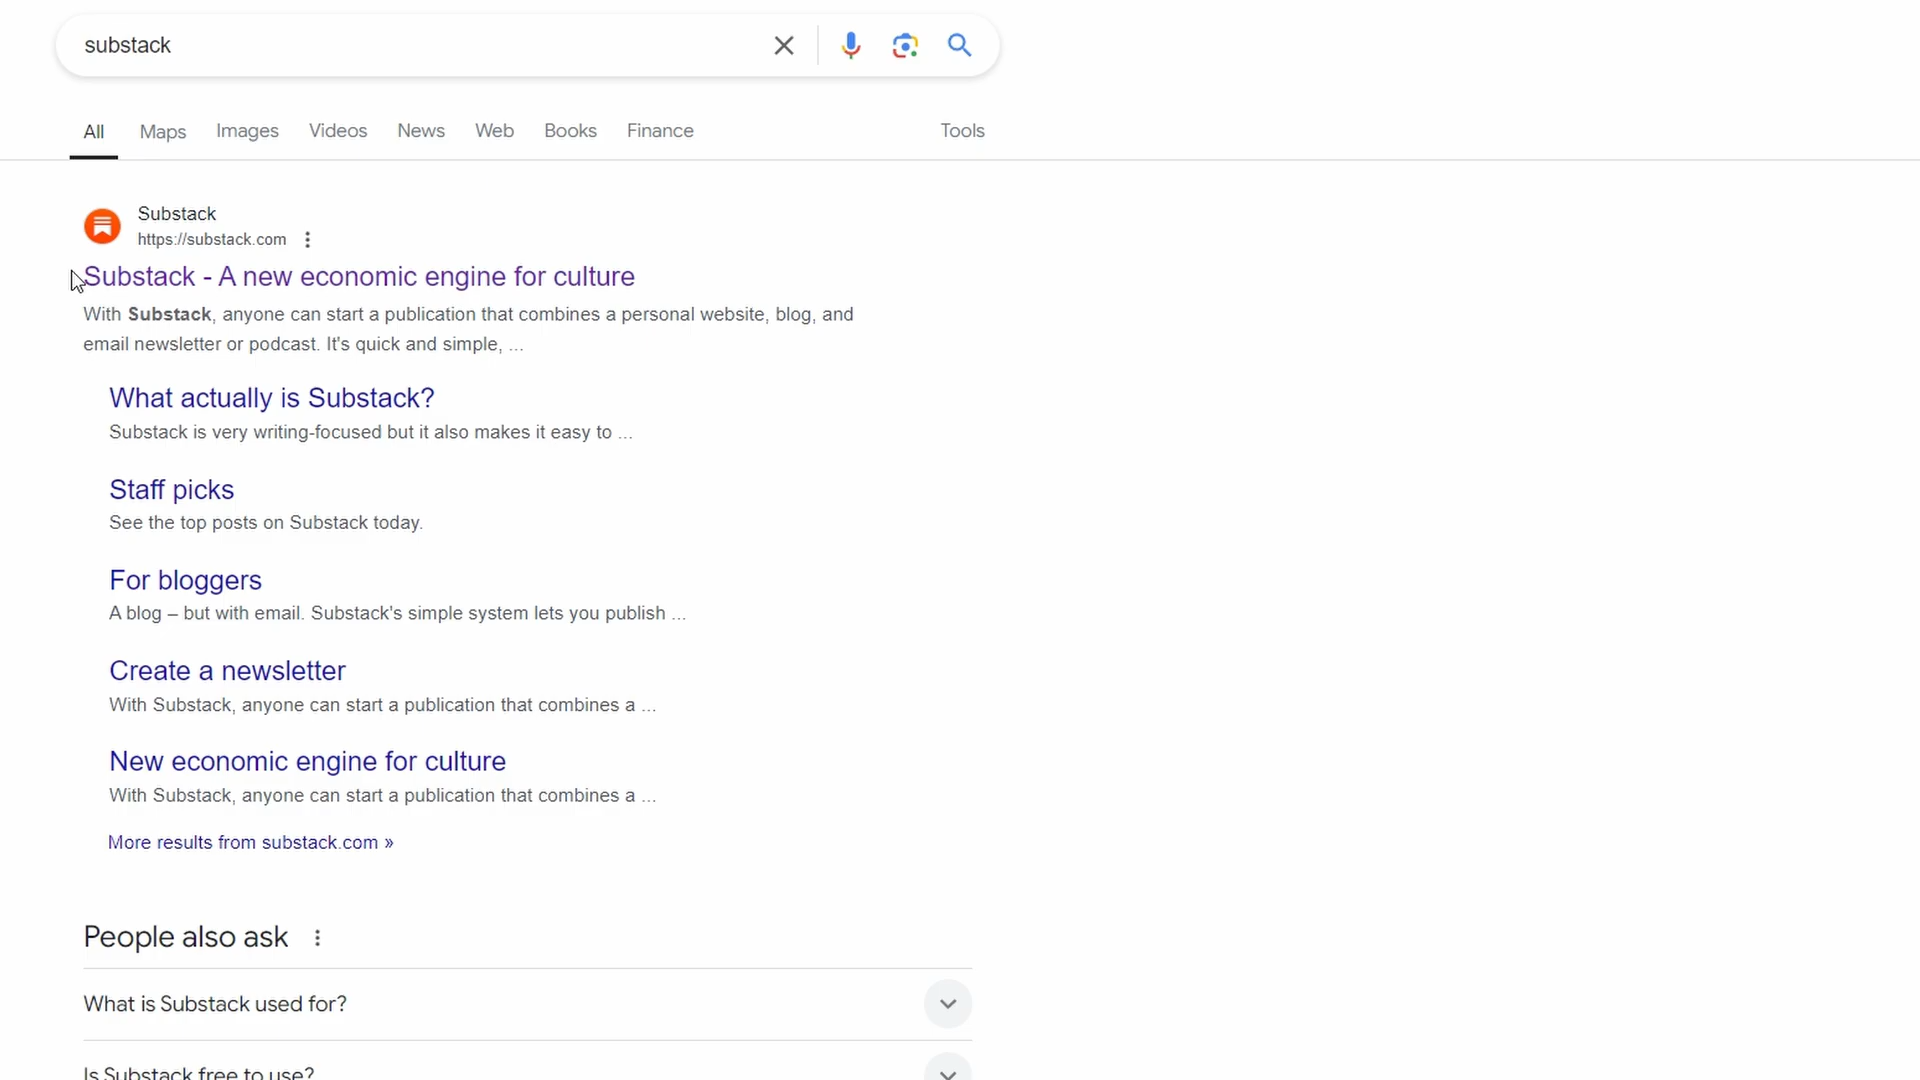 substack
All Maps Images Videos News Web Books Finance Tools
Substack
https://substack.com
Substack - A new economic engine for culture
With Substack, anyone can start a publication that combines a personal website, blog, and
email newsletter or podcast. It's quick and simple, ...
What actually is Substack?
Substack is very writing-focused but it also makes it easy to ...
Staff picks
See the top posts on Substack today.
For bloggers
A blog – but with email. Substack's simple system lets you publish ...
Create a newsletter
With Substack, anyone can start a publication that combines a ...
New economic engine for culture
With Substack, anyone can start a publication that combines a ...
More results from substack.com »
People also ask
What is Substack used for?
Is Substack free to use?